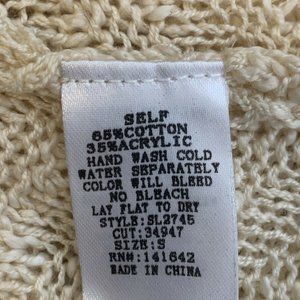 SELF
65%COTTON
35%ACRYLIC
HAND WASH COLD
WATER SEPARATELY
COLOR WILL BLEED
NO BLEACH
LAY FLAT TO DRY
STYLE:SL2745
CUT:34947
SIZE:S
RN#:141642
MADE IN CHINA